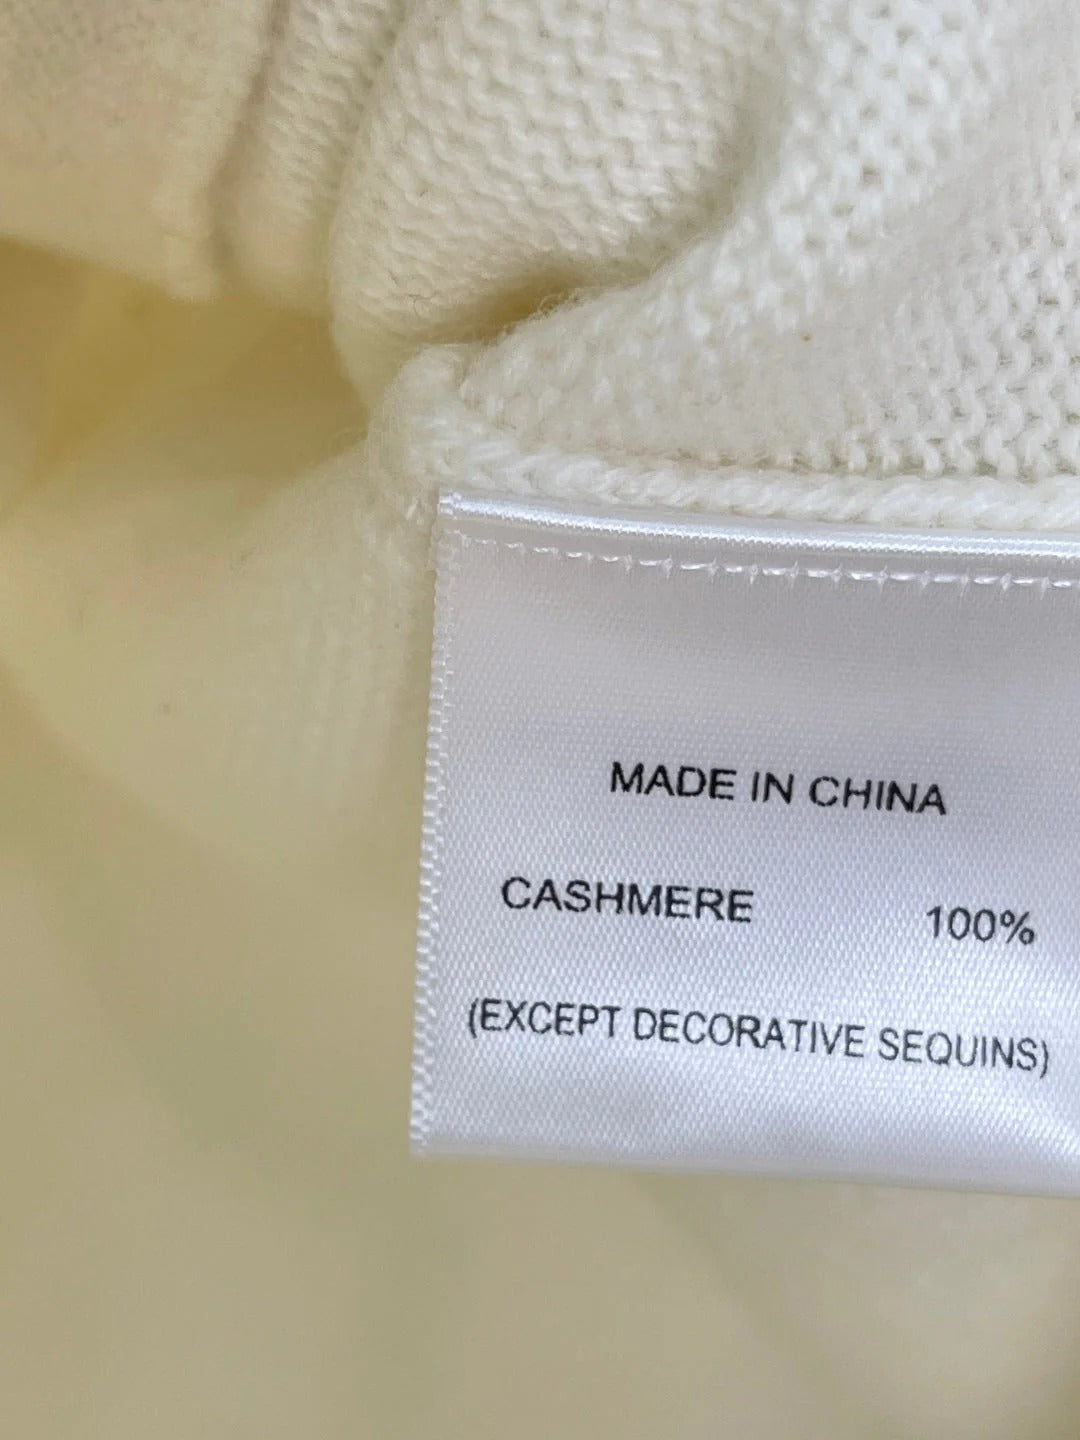 MADE IN CHINA
CASHMERE 100%
(EXCEPT DECORATIVE SEQUINS)